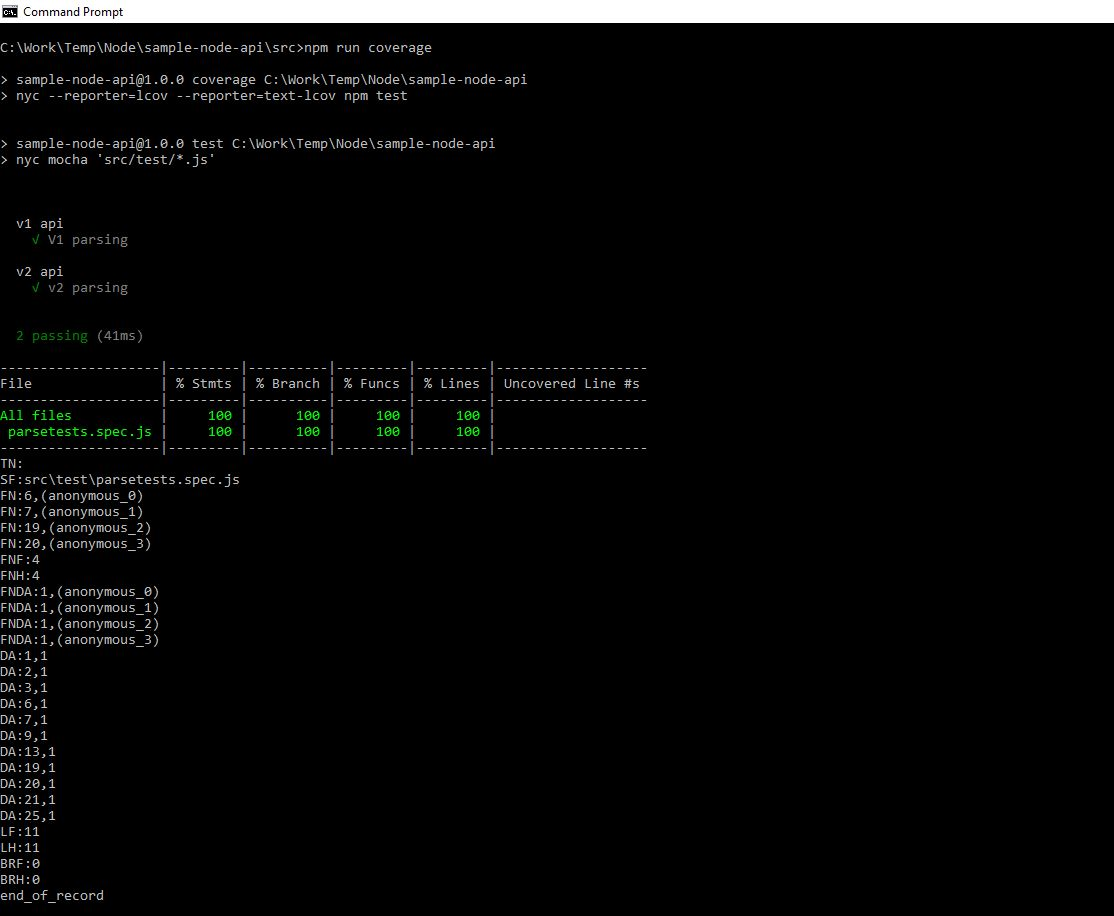 Command Prompt
C:\Work\Temp\Node\sample-node-api\src>npm run coverage
> sample-node-api@1.0.0 coverage C:\Work\Temp\Node\sample-node-api
> nyc --reporter=lcov --reporter=text-lcov npm test
> sample-node-api@1.0.0 test C:\Work\Temp\Node\sample-node-api
> nyc mocha 'src/test/*.js'
  v1 api
    √ V1 parsing
  v2 api
    √ v2 parsing
  2 passing (41ms)
--------------------|---------|----------|---------|---------|-------------------
File                | % Stmts | % Branch | % Funcs | % Lines | Uncovered Line #s
--------------------|---------|----------|---------|---------|-------------------
All files           |     100 |      100 |     100 |     100 |
 parsetests.spec.js |     100 |      100 |     100 |     100 |
--------------------|---------|----------|---------|---------|-------------------
TN:
SF:src\test\parsetests.spec.js
FN:6,(anonymous_0)
FN:7,(anonymous_1)
FN:19,(anonymous_2)
FN:20,(anonymous_3)
FNF:4
FNH:4
FNDA:1,(anonymous_0)
FNDA:1,(anonymous_1)
FNDA:1,(anonymous_2)
FNDA:1,(anonymous_3)
DA:1,1
DA:2,1
DA:3,1
DA:6,1
DA:7,1
DA:9,1
DA:13,1
DA:19,1
DA:20,1
DA:21,1
DA:25,1
LF:11
LH:11
BRF:0
BRH:0
end_of_record